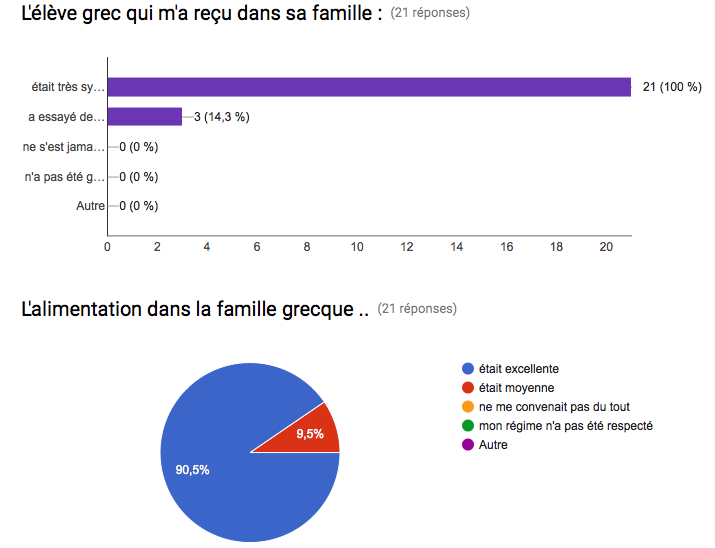 L'élève grec qui m'a reçu dans sa famille : (21 réponses)
était très sy... 21 (100 %)
a essayé de... 3 (14,3 %)
ne s'est jama... 0 (0 %)
n'a pas été g... 0 (0 %)
Autre 0 (0 %)
0 2 4 6 8 10 12 14 16 18 20
L'alimentation dans la famille grecque .. (21 réponses)
était excellente
était moyenne
ne me convenait pas du tout
mon régime n'a pas été respecté
Autre
9,5%
90,5%